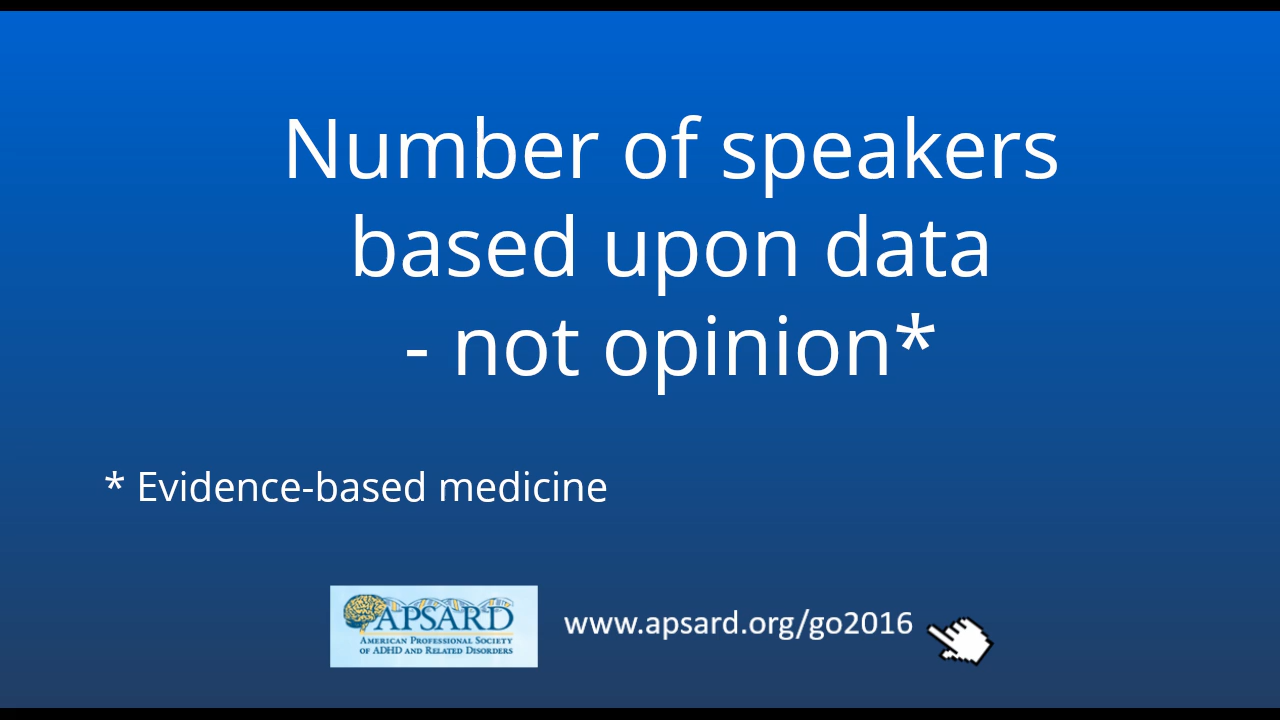 Number of speakers
based upon data
- not opinion*
* Evidence-based medicine
APSARD
AMERICAN PROFESSIONAL SOCIETY
OF ADHD AND RELATED DISORDERS
www.apsard.org/go2016